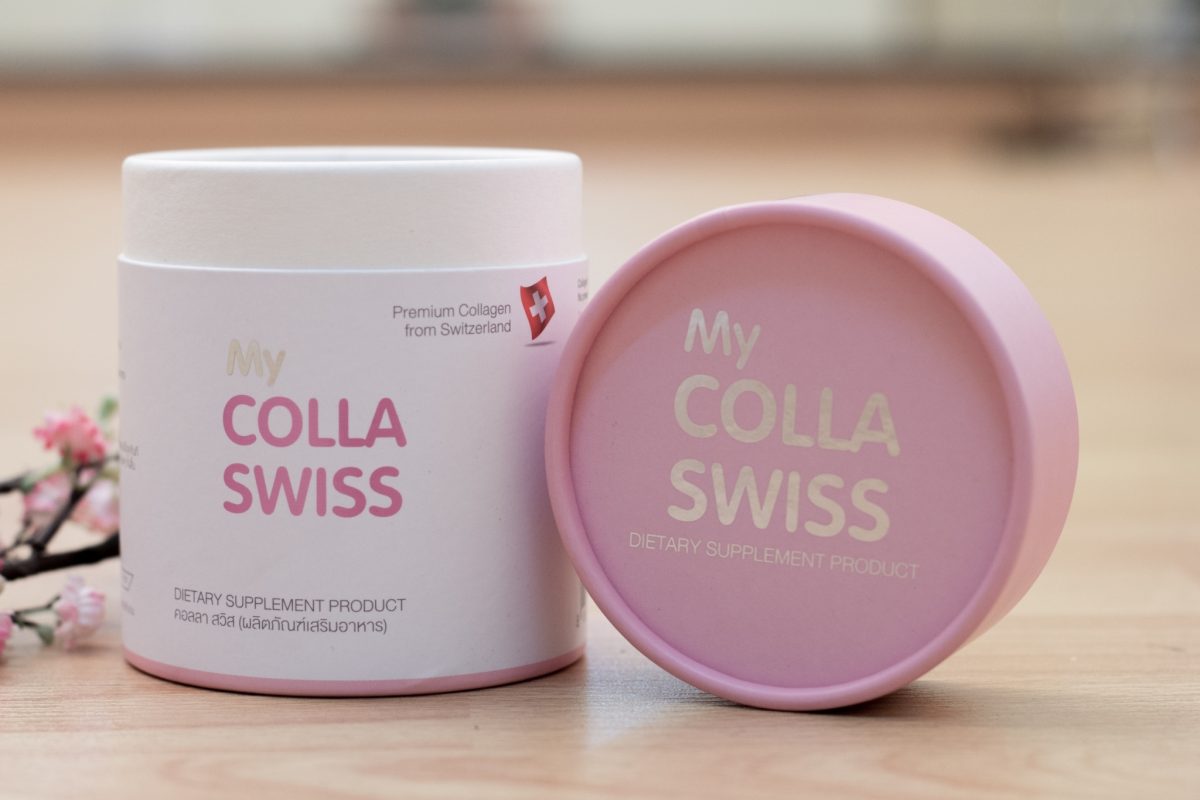 Premium Collagen
from Switzerland
My
COLLA
SWISS
DIETARY SUPPLEMENT PRODUCT
คอลลา สวิส (ผลิตภัณฑ์เสริมอาหาร)
My
COLLA
SWISS
DIETARY SUPPLEMENT PRODUCT